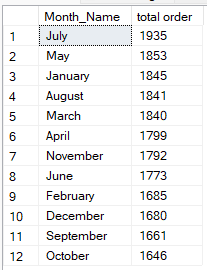 Month_Name total order
1 July 1935
2 May 1853
3 January 1845
4 August 1841
5 March 1840
6 April 1799
7 November 1792
8 June 1773
9 February 1685
10 December 1680
11 September 1661
12 October 1646